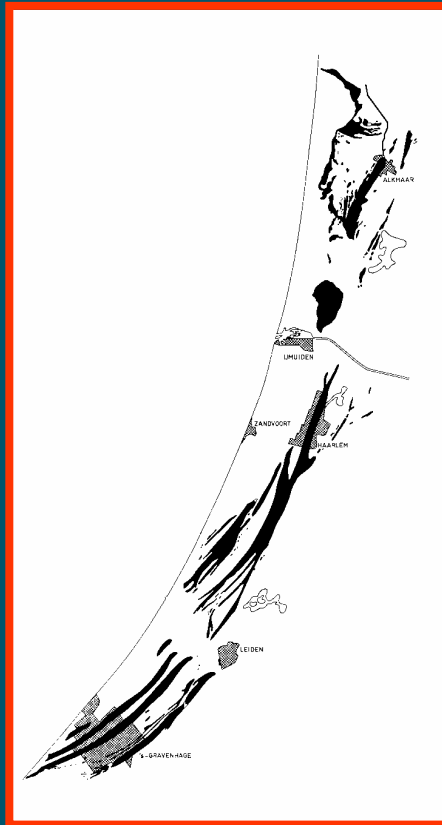 ALKMAAR
IJMUIDEN
ZANDVOORT
HAARLEM
LEIDEN
's-GRAVENHAGE